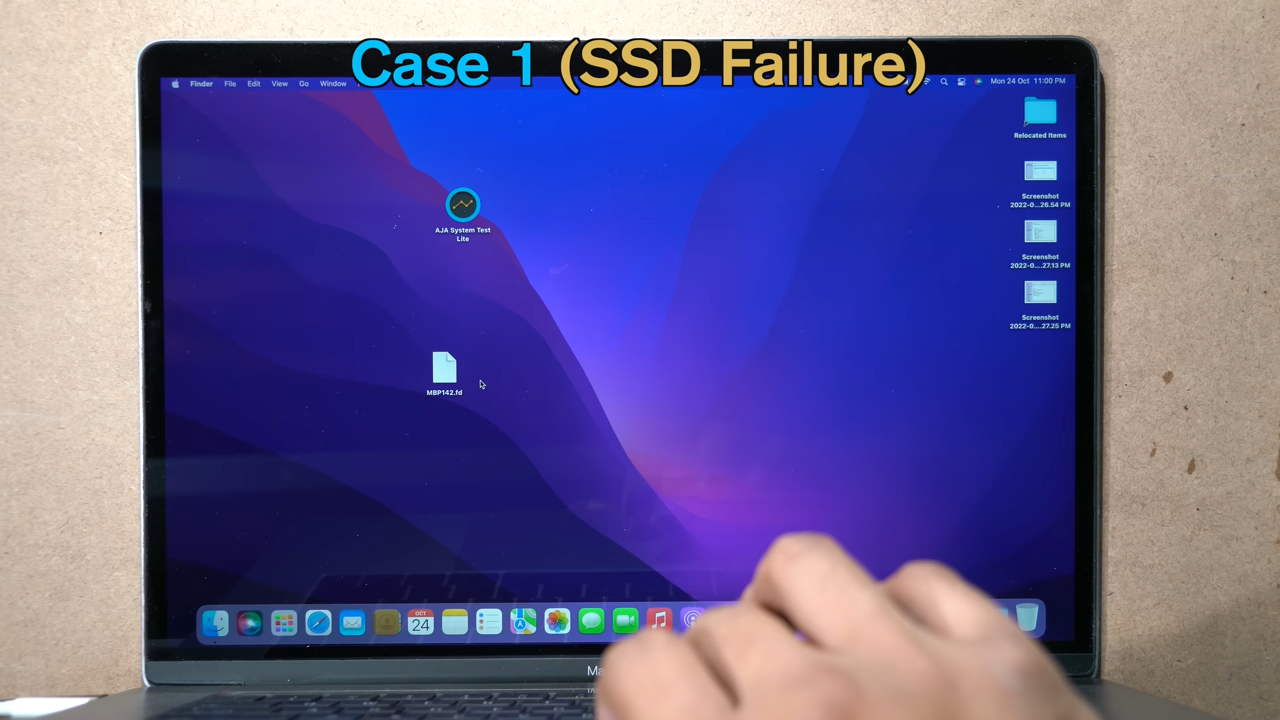 Case 1 (SSD Failure)
Finder File Edit View Go Window
Mon 24 Oct 11:00 PM
Relocated Items
AJA System Test
Lite
Screenshot
2022-0...26.54 PM
Screenshot
2022-0....27.13 PM
Screenshot
2022-0....27.25 PM
MBP142.fd
OCT
24